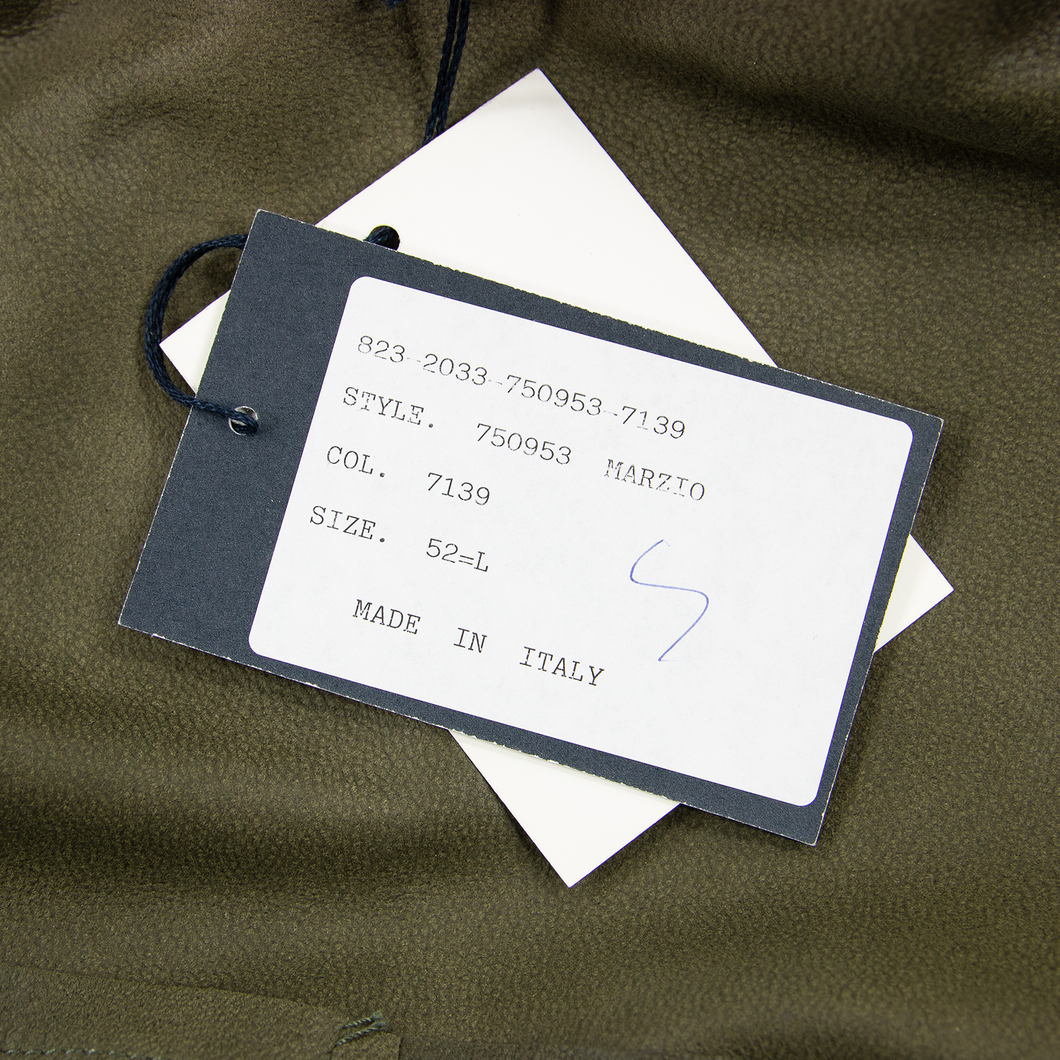 823-2033-750953-7139
STYLE. 750953 MARZIO
COL. 7139
SIZE. 52=L
MADE IN ITALY